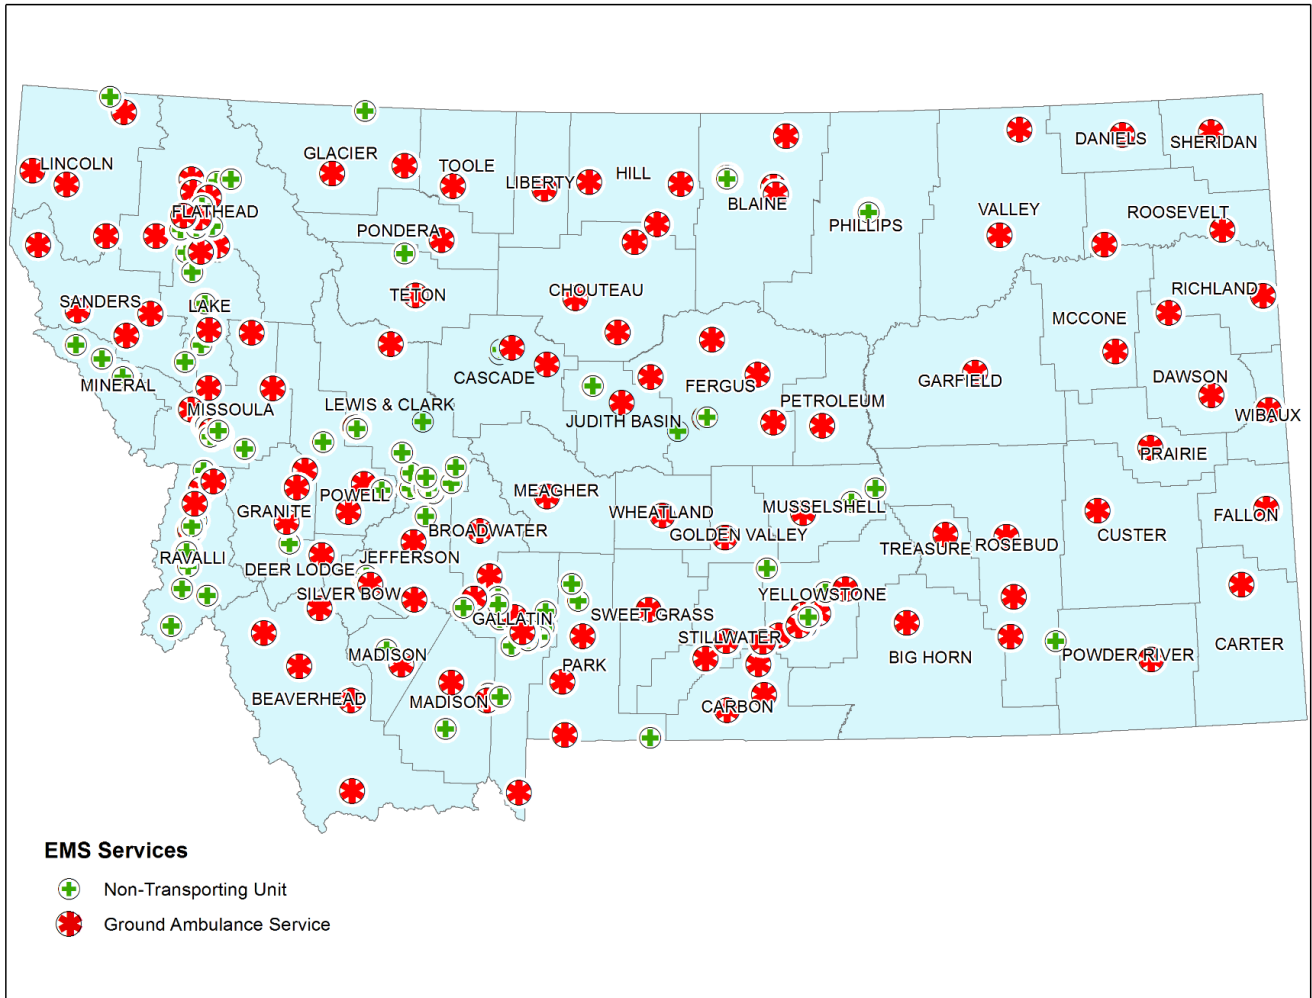 DANIELS
SHERIDAN
GLACIER
LINCOLN
TOOLE
HILL
LIBERTY
BLAINE
FLATHEAD
VALLEY
ROOSEVELT
PHILLIPS
PONDERA
RICHLAND
TETON
CHOUTEAU
SANDERS
LAKE
MCCONE
CASCADE
DAWSON
GARFIELD
MINERAL
FERGUS
PETROLEUM
LEWIS & CLARK
MISSOULA
WIBAUX
JUDITH BASIN
PRAIRIE
MEAGHER
POWELL
MUSSELSHELL
GRANITE
WHEATLAND
FALLON
BROADWATER
GOLDEN VALLEY
CUSTER
TREASURE
ROSEBUD
RAVALLI
JEFFERSON
DEER LODGE
SILVER BOW
YELLOWSTONE
SWEET GRASS
GALLATIN
STILLWATER
CARTER
MADISON
POWDER RIVER
BIG HORN
PARK
BEAVERHEAD
MADISON
CARBON
EMS Services
Non-Transporting Unit
Ground Ambulance Service